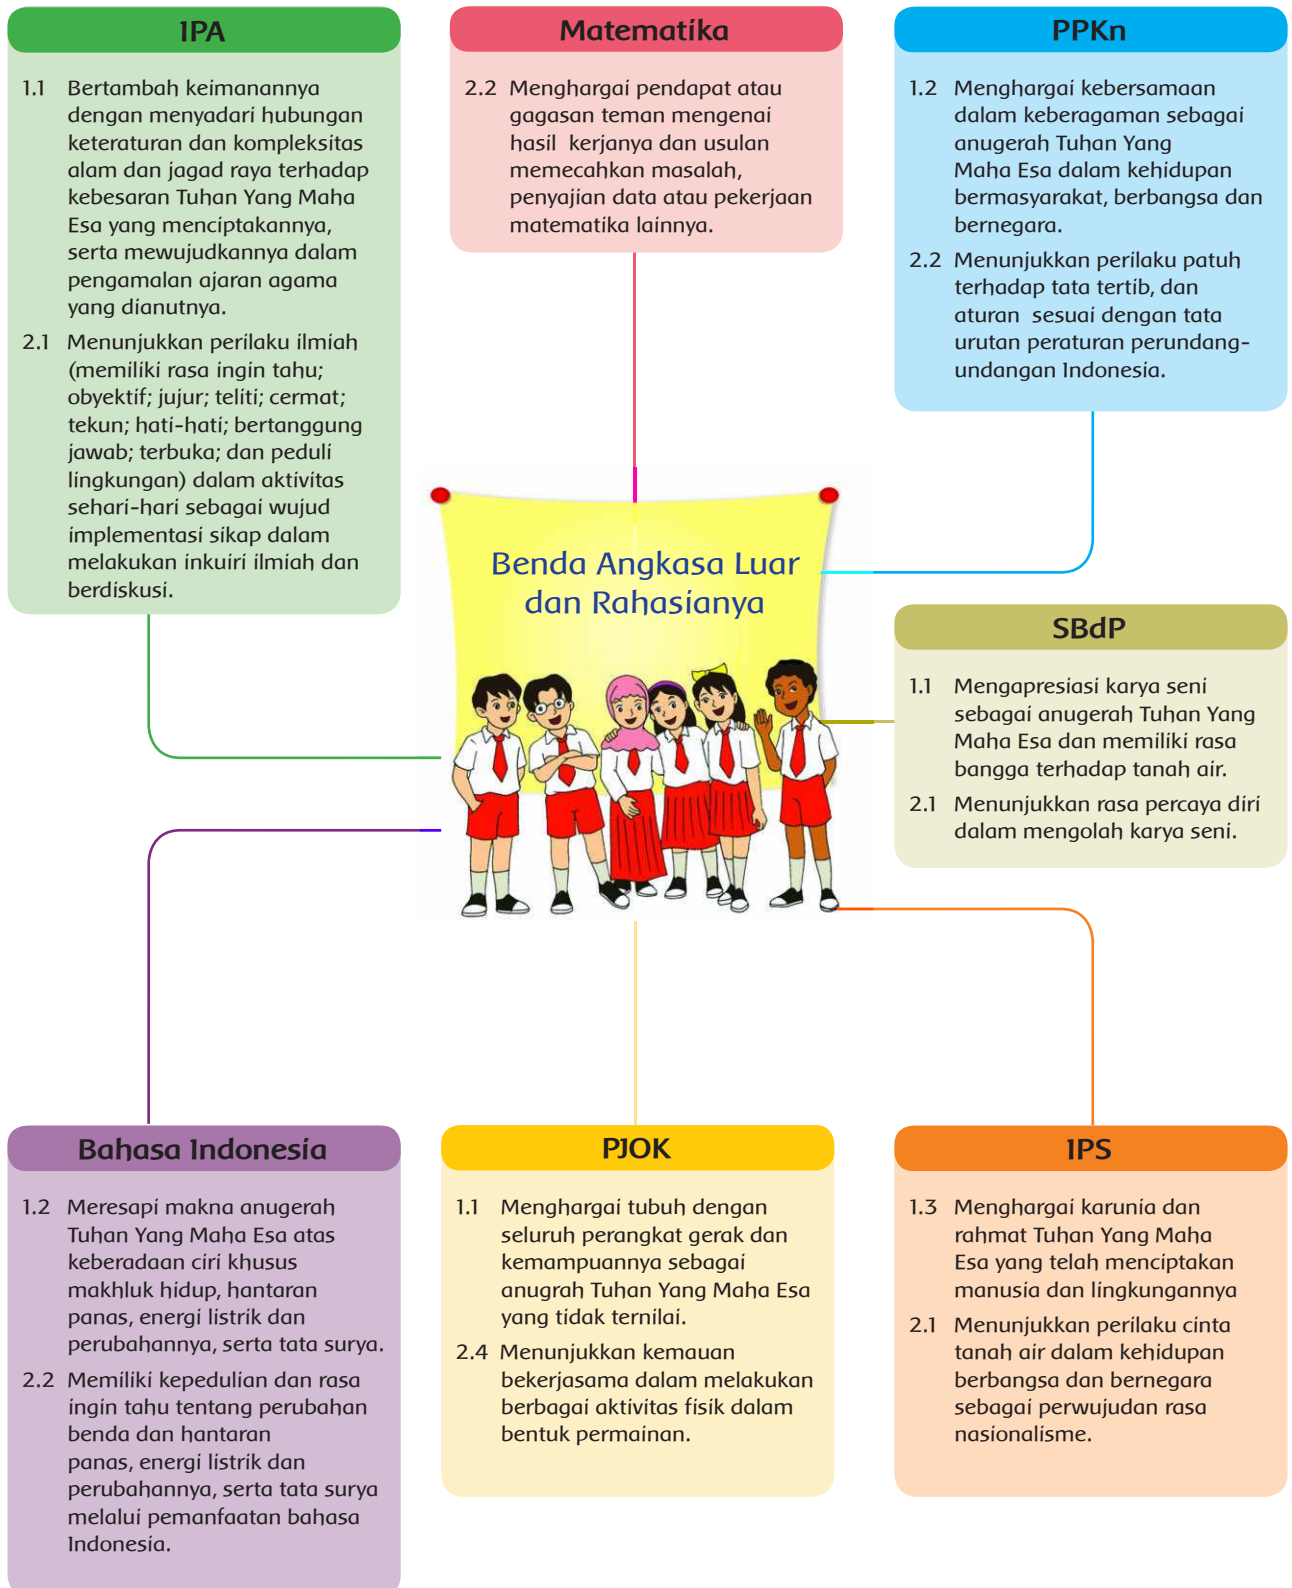 IPA
1.1 Bertambah keimanannya
dengan menyadari hubungan
keteraturan dan kompleksitas
alam dan jagad raya terhadap
kebesaran Tuhan Yang Maha
Esa yang menciptakannya,
serta mewujudkannya dalam
pengamalan ajaran agama
yang dianutnya.
2.1 Menunjukkan perilaku ilmiah
(memiliki rasa ingin tahu;
obyektif; jujur; teliti; cermat;
tekun; hati-hati; bertanggung
jawab; terbuka; dan peduli
lingkungan) dalam aktivitas
sehari-hari sebagai wujud
implementasi sikap dalam
melakukan inkuiri ilmiah dan
berdiskusi.
Matematika
2.2 Menghargai pendapat atau
gagasan teman mengenai
hasil kerjanya dan usulan
memecahkan masalah,
penyajian data atau pekerjaan
matematika lainnya.
PPKn
1.2 Menghargai kebersamaan
dalam keberagaman sebagai
anugerah Tuhan Yang
Maha Esa dalam kehidupan
bermasyarakat, berbangsa dan
bernegara.
2.2 Menunjukkan perilaku patuh
terhadap tata tertib, dan
aturan sesuai dengan tata
urutan peraturan perundang-
undangan Indonesia.
Benda Angkasa Luar
dan Rahasianya
SBdP
1.1 Mengapresiasi karya seni
sebagai anugerah Tuhan Yang
Maha Esa dan memiliki rasa
bangga terhadap tanah air.
2.1 Menunjukkan rasa percaya diri
dalam mengolah karya seni.
Bahasa Indonesia
1.2 Meresapi makna anugerah
Tuhan Yang Maha Esa atas
keberadaan ciri khusus
makhluk hidup, hantaran
panas, energi listrik dan
perubahannya, serta tata surya.
2.2 Memiliki kepedulian dan rasa
ingin tahu tentang perubahan
benda dan hantaran
panas, energi listrik dan
perubahannya, serta tata surya
melalui pemanfaatan bahasa
Indonesia.
PJOK
1.1 Menghargai tubuh dengan
seluruh perangkat gerak dan
kemampuannya sebagai
anugrah Tuhan Yang Maha Esa
yang tidak ternilai.
2.4 Menunjukkan kemauan
bekerjasama dalam melakukan
berbagai aktivitas fisik dalam
bentuk permainan.
IPS
1.3 Menghargai karunia dan
rahmat Tuhan Yang Maha
Esa yang telah menciptakan
manusia dan lingkungannya
2.1 Menunjukkan perilaku cinta
tanah air dalam kehidupan
berbangsa dan bernegara
sebagai perwujudan rasa
nasionalisme.